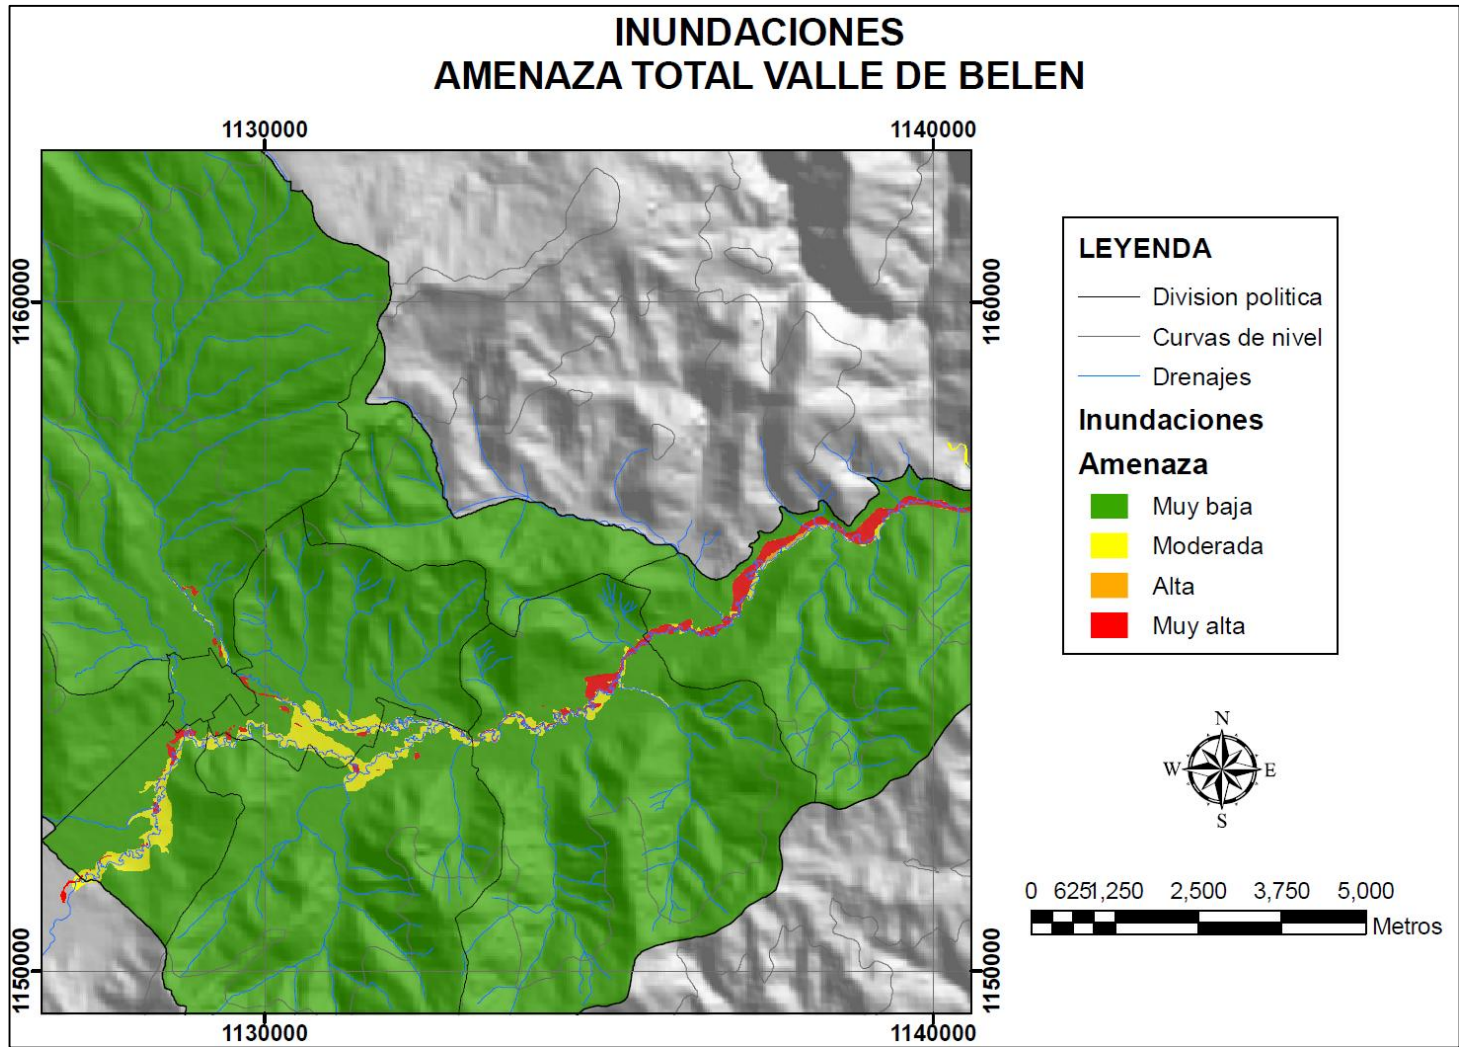 INUNDACIONES
AMENAZA TOTAL VALLE DE BELEN
1130000 1140000
1160000 1160000
LEYENDA
Division politica
Curvas de nivel
Drenajes
Inundaciones
Amenaza
Muy baja
Moderada
Alta
Muy alta
N
W E
S
0 625 1,250 2,500 3,750 5,000
Metros
1150000 1150000
1130000 1140000